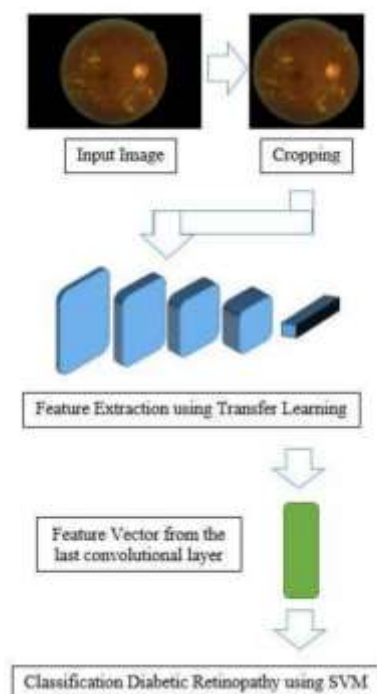 Input Image
Cropping
Feature Extraction using Transfer Learning
Feature Vector from the
last convolutional layer
Classification Diabetic Retinopathy using SVM